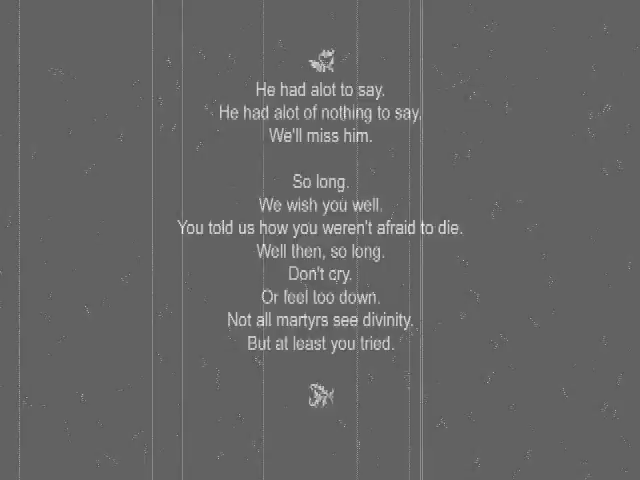 He had alot to say.
He had alot of nothing to say.
We'll miss him.
So long.
We wish you well.
You told us how you weren't afraid to die.
Well then, so long.
Don't cry.
Or feel too down.
Not all martyrs see divinity.
But at least you tried.